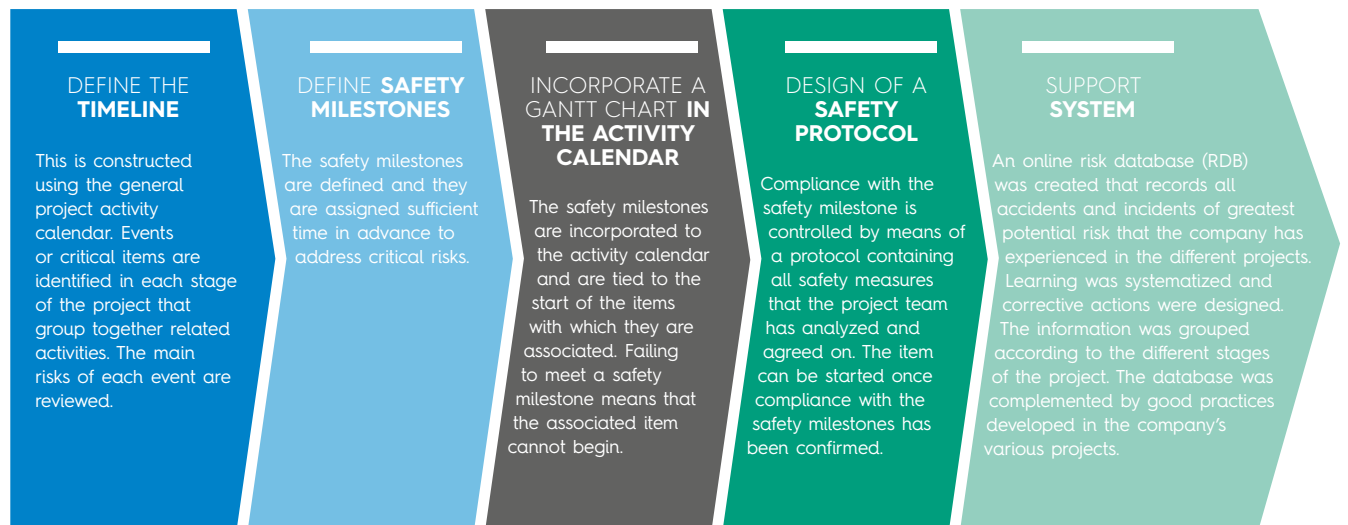 DEFINE THE
TIMELINE
This is constructed
using the general
project activity
calendar. Events
or critical items are
identified in each stage
of the project that
group together related
activities. The main
risks of each event are
reviewed.
DEFINE SAFETY
MILESTONES
The safety milestones
are defined and they
are assigned sufficient
time in advance to
address critical risks.
INCORPORATE A
GANTT CHART IN
THE ACTIVITY
CALENDAR
The safety milestones
are incorporated to
the activity calendar
and are tied to the
start of the items
with which they are
associated. Failing
to meet a safety
milestone means that
the associated item
cannot begin.
DESIGN OF A
SAFETY
PROTOCOL
Compliance with the
safety milestone is
controlled by means of
a protocol containing
all safety measures
that the project team
has analyzed and
agreed on. The item
can be started once
compliance with the
safety milestones has
been confirmed.
SUPPORT
SYSTEM
An online risk database (RDB)
was created that records all
accidents and incidents of greatest
potential risk that the company has
experienced in the different projects.
Learning was systematized and
corrective actions were designed.
The information was grouped
according to the different stages
of the project. The database was
complemented by good practices
developed in the company's
various projects.